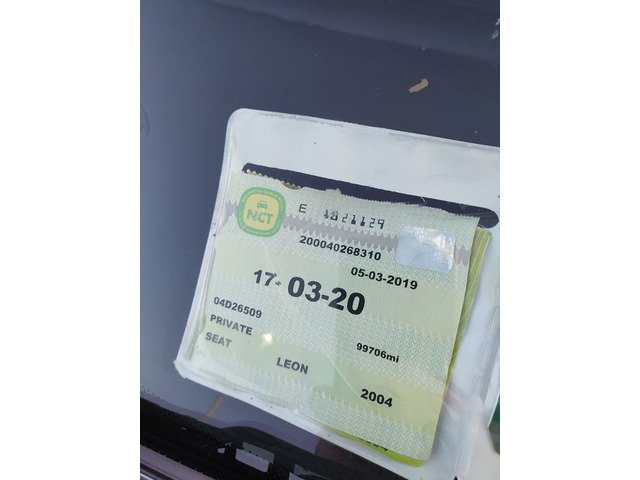 NCT
E 1821129
200040268310
05-03-2019
17-03-20
04D26509
PRIVATE
99706mi
SEAT
LEON
2004